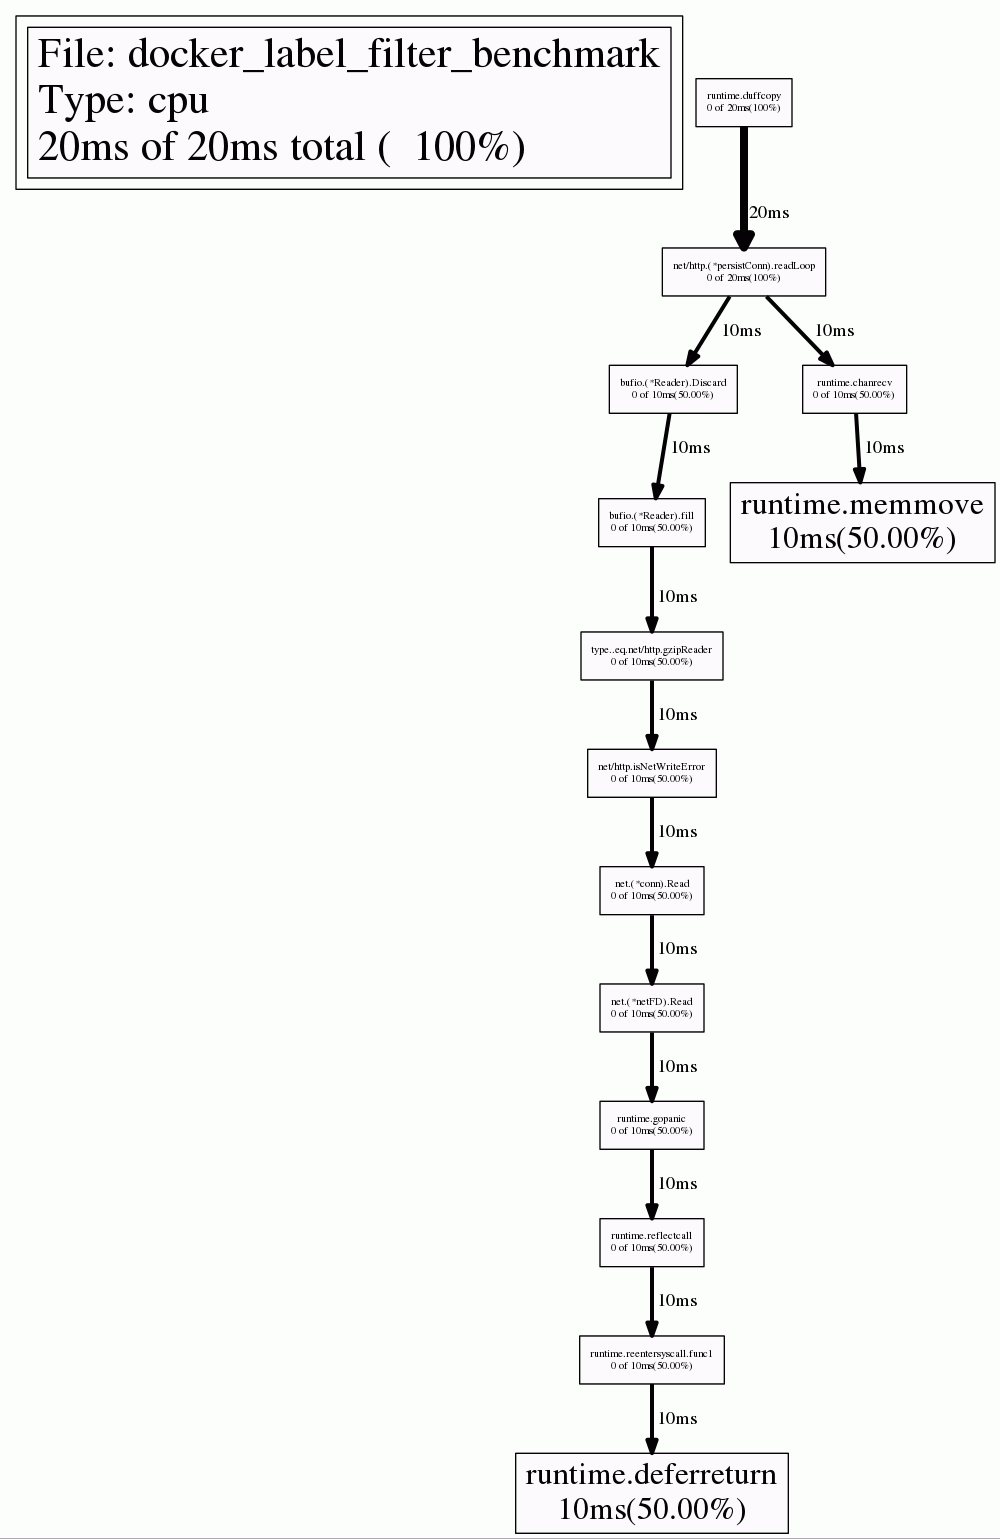 File: docker_label_filter_benchmark
Type: cpu
20ms of 20ms total ( 100%)
runtime.duffcopy
0 of 20ms(100%)
20ms
net/http.(*persistConn).readLoop
0 of 20ms(100%)
10ms
10ms
bufio.(*Reader).Discard
0 of 10ms(50.00%)
runtime.chanrecv
0 of 10ms(50.00%)
10ms
10ms
bufio.(*Reader).fill
0 of 10ms(50.00%)
runtime.memmove
10ms(50.00%)
10ms
type..eq.net/http.gzipReader
0 of 10ms(50.00%)
10ms
net/http.isNetWriteError
0 of 10ms(50.00%)
10ms
net.(*conn).Read
0 of 10ms(50.00%)
10ms
net.(*netFD).Read
0 of 10ms(50.00%)
10ms
runtime.gopanic
0 of 10ms(50.00%)
10ms
runtime.reflectcall
0 of 10ms(50.00%)
10ms
runtime.reentersyscall.func1
0 of 10ms(50.00%)
10ms
runtime.deferreturn
10ms(50.00%)